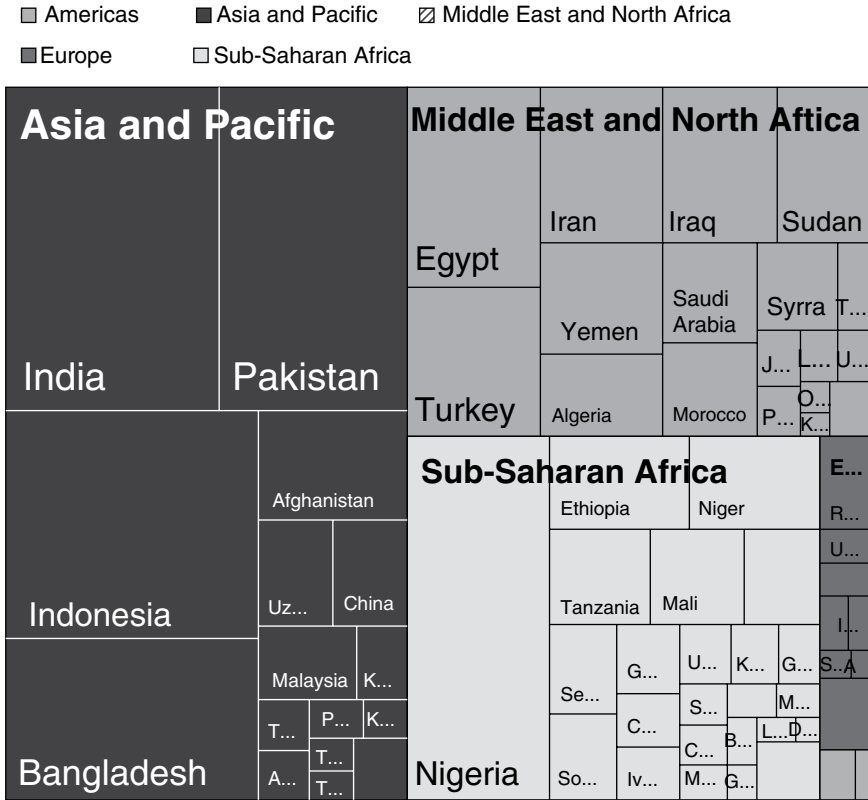 Americas Asia and Pacific Middle East and North Africa
Europe Sub-Saharan Africa
Asia and Pacific
India
Pakistan
Indonesia
Afghanistan
Uz...
China
Malaysia
K...
T...
P...
K...
Bangladesh
A...
T...
T...
Middle East and North Aftica
Egypt
Iran
Iraq
Sudan
Turkey
Yemen
Saudi
Arabia
Syrra
T...
Algeria
Morocco
J...
L...
U...
P...
O...
K...
Sub-Saharan Africa
Nigeria
Ethiopia
Niger
Tanzania
Mali
Se...
G...
U...
K...
G...
So...
C...
S...
M...
Iv...
C...
B...
L...
D...
M...
G...
E...
R...
U...
I...
S...
A